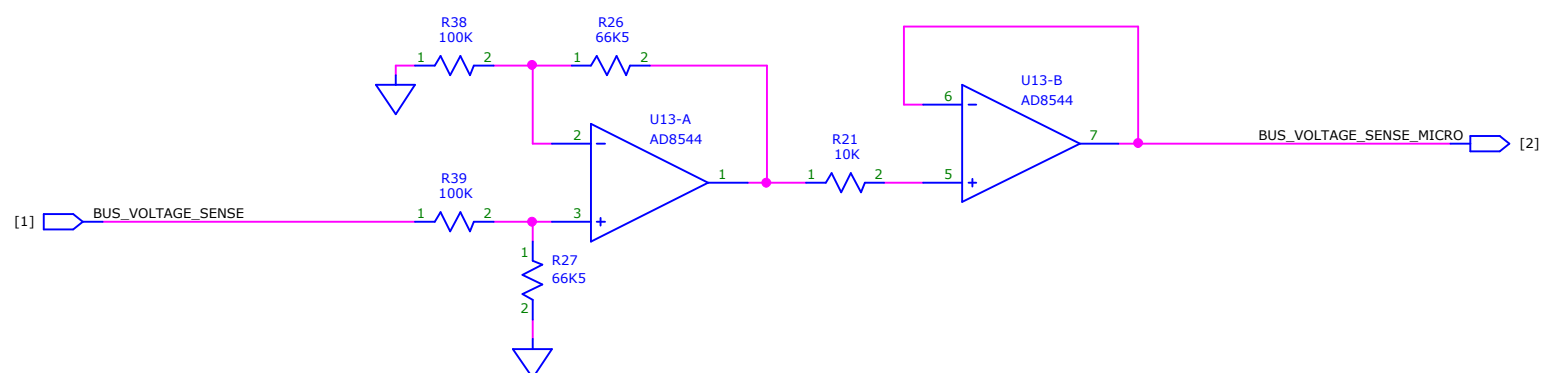 R38
100K
1 2
R26
66K5
1 2
U13-A
AD8544
2
-
3
+
1
R39
100K
1 2
[1]
BUS_VOLTAGE_SENSE
1
R27
66K5
2
R21
10K
1 2
U13-B
AD8544
6
-
5
+
7
BUS_VOLTAGE_SENSE_MICRO
[2]